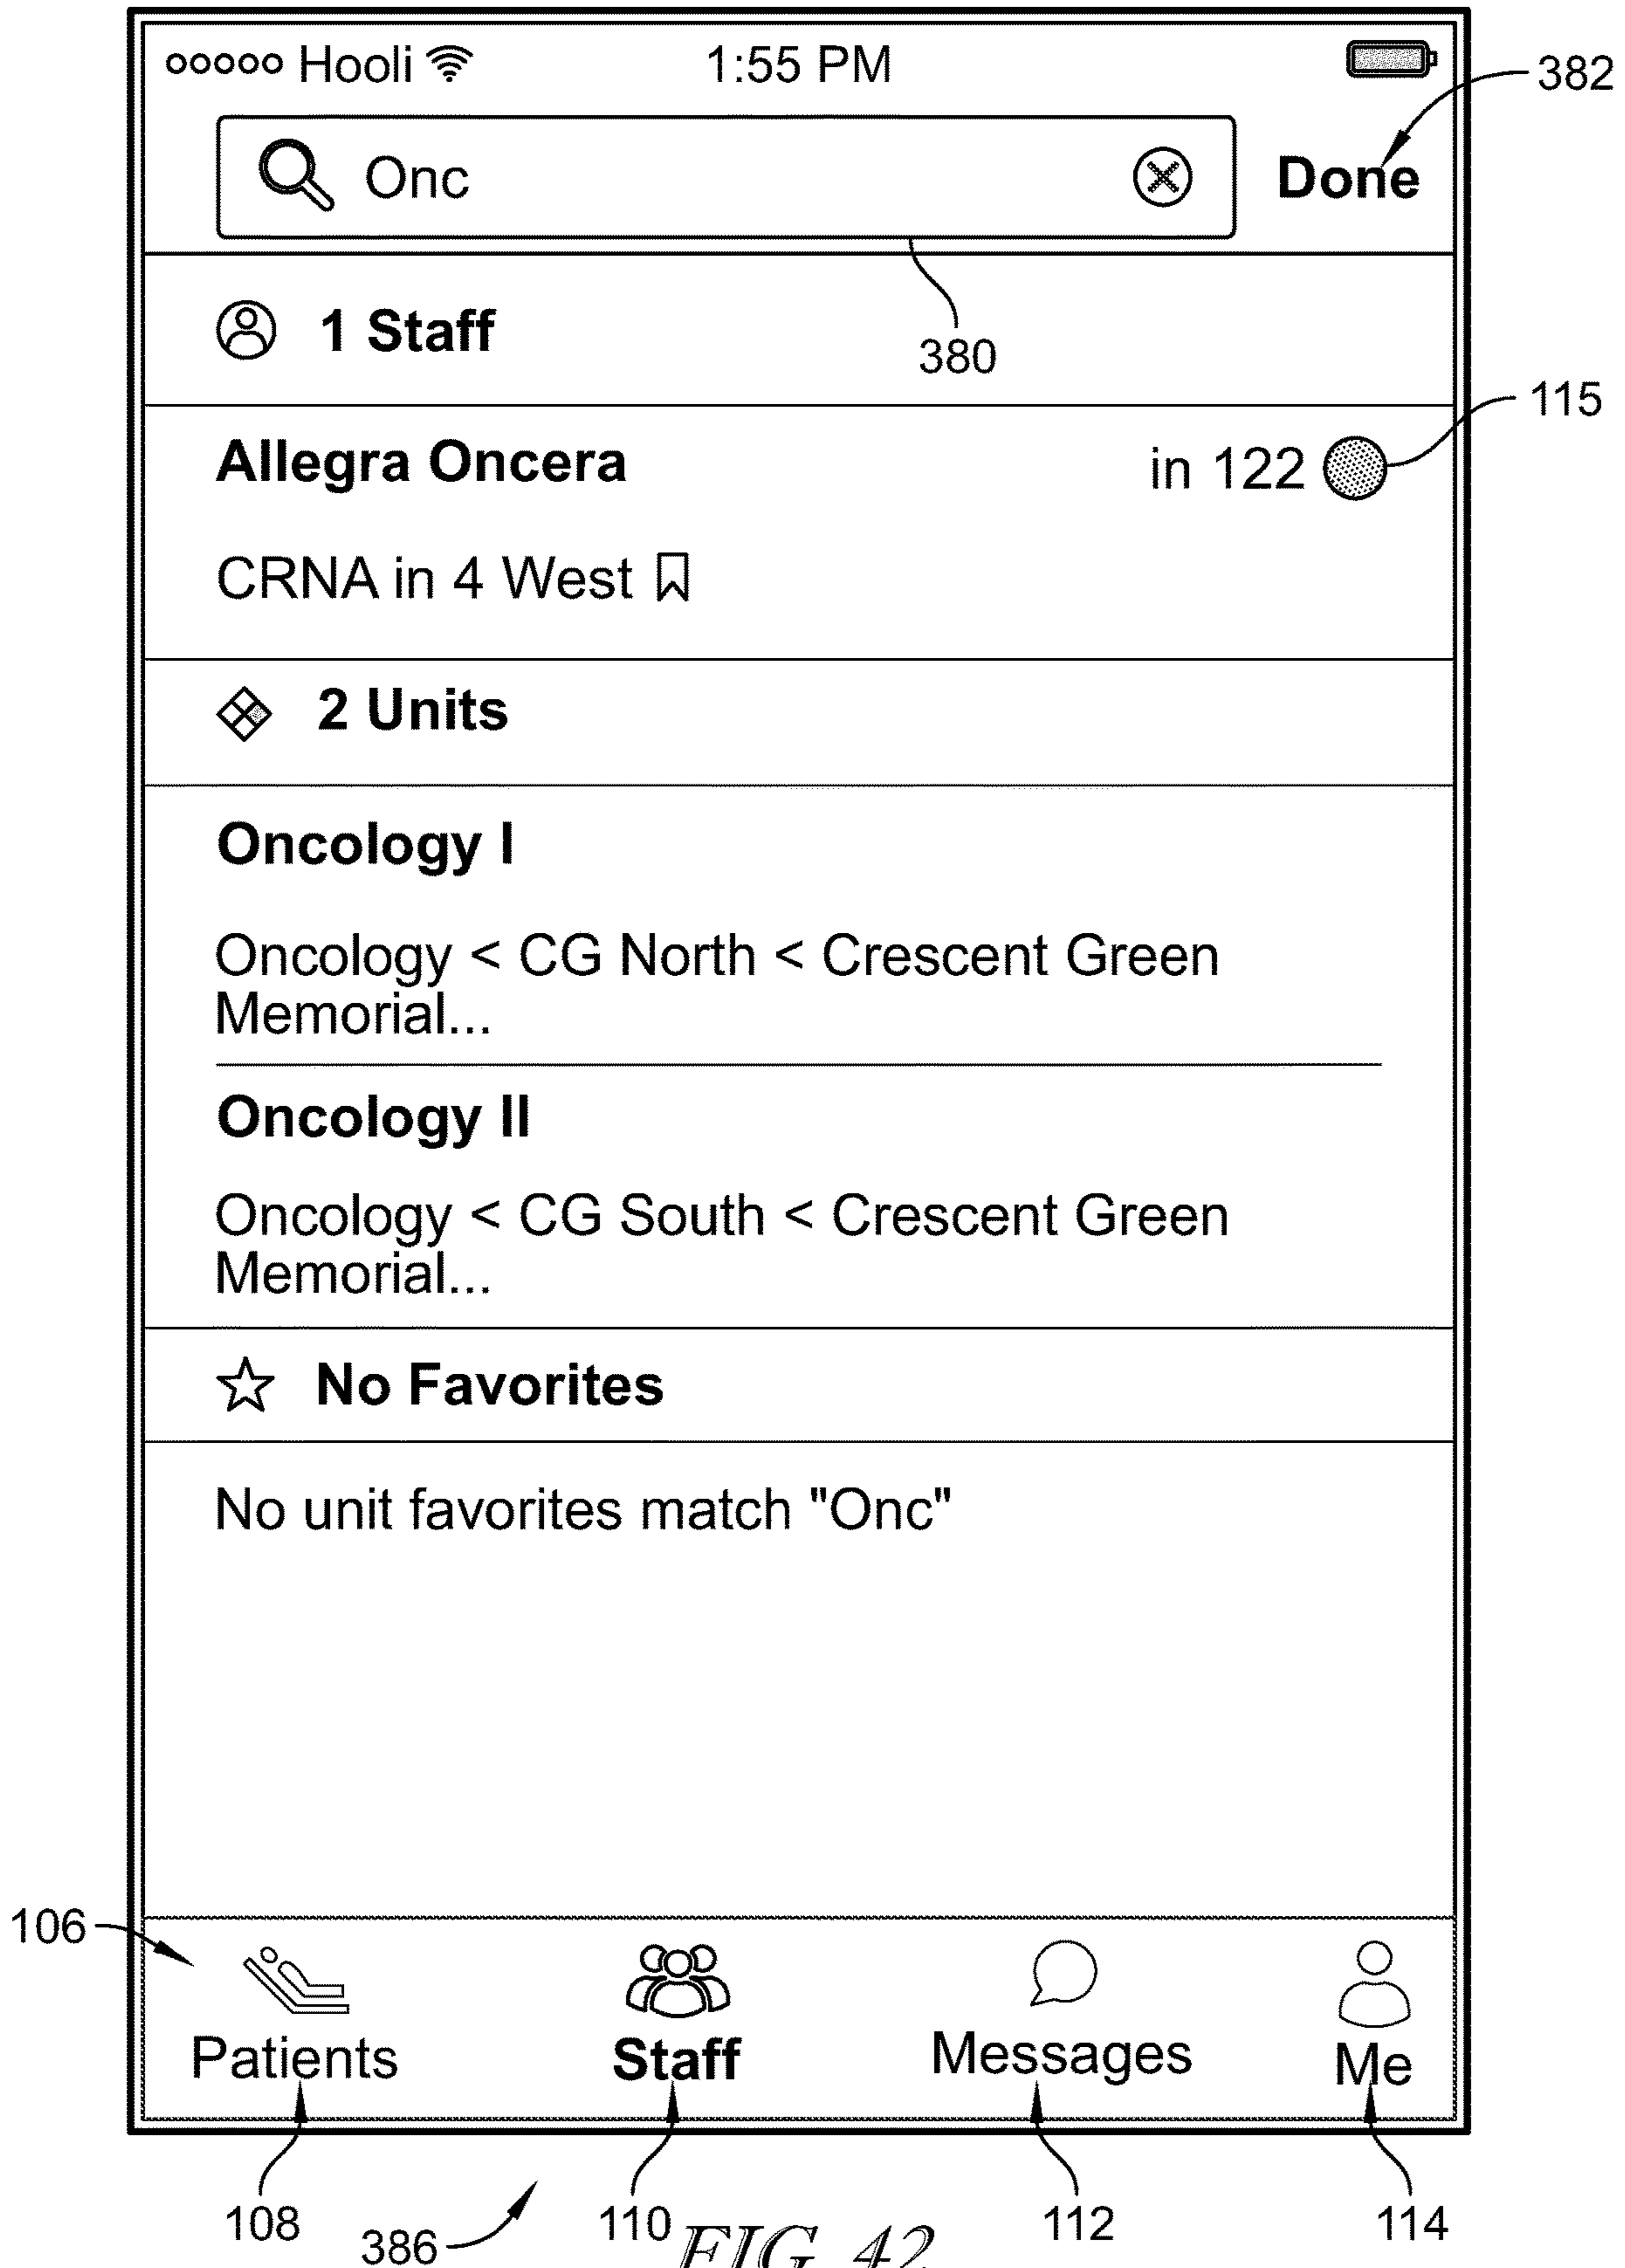 Hooli 1:55 PM
382
Onc Done
1 Staff
380
115
Allegra Oncera in 122
CRNA in 4 West
2 Units
Oncology I
Oncology < CG North < Crescent Green
Memorial...
Oncology II
Oncology < CG South < Crescent Green
Memorial...
No Favorites
No unit favorites match "Onc"
106
Patients Staff Messages Me
108 110 112 114
386
FIG. 42